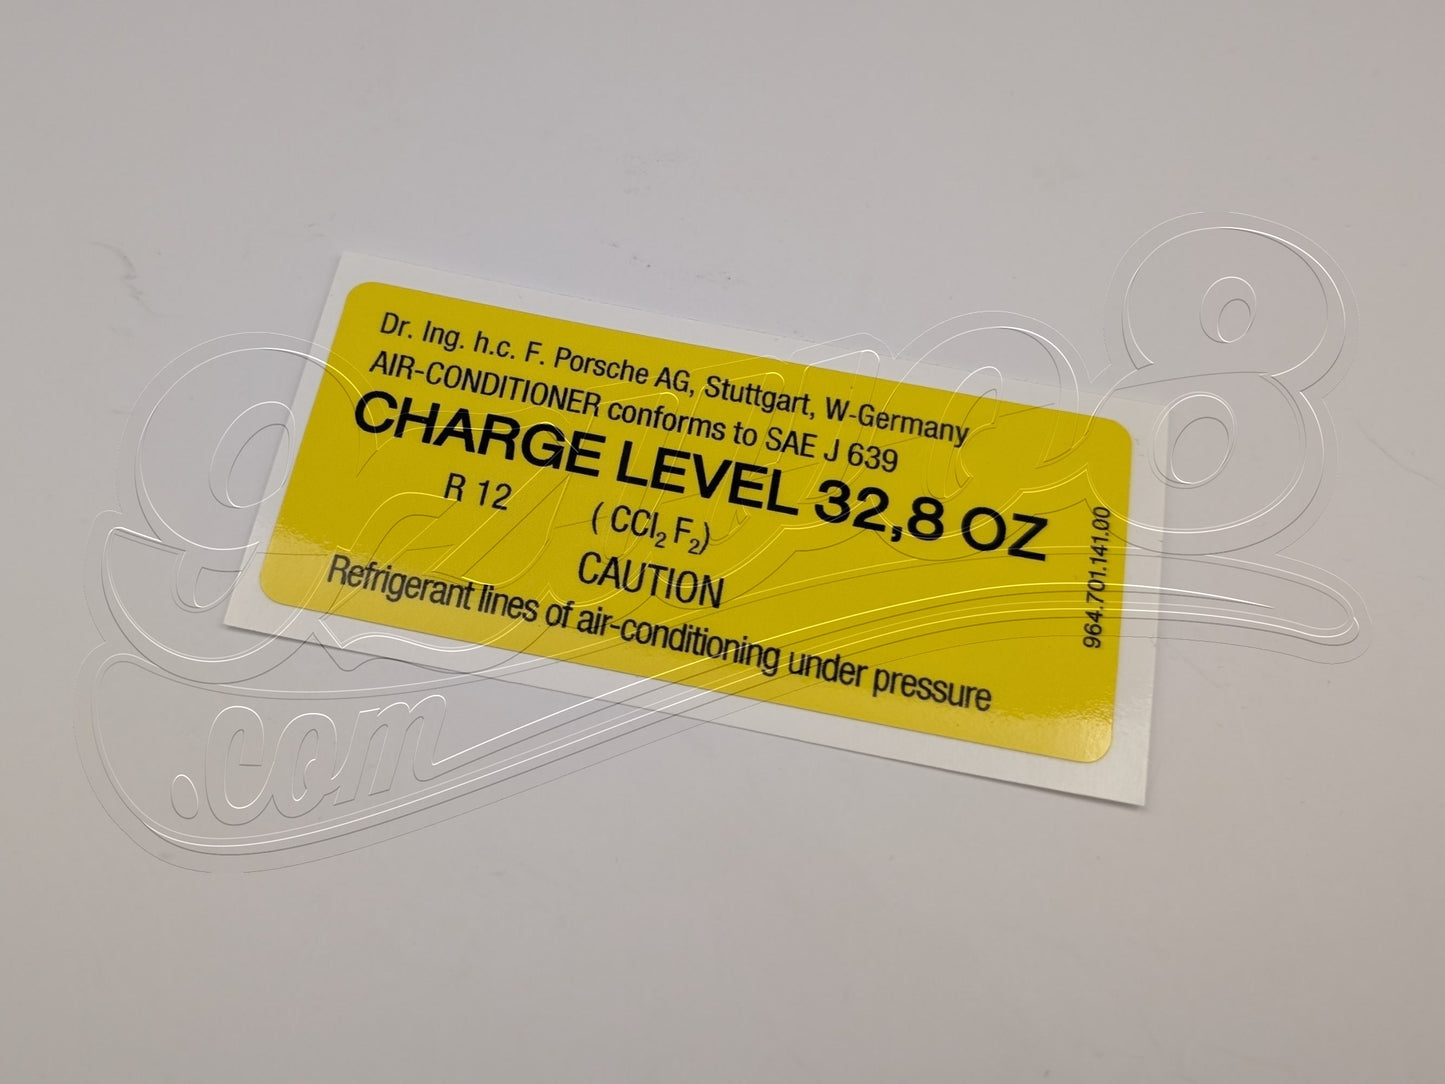 Dr. Ing. h.c. F. Porsche AG, Stuttgart, W-Germany
AIR-CONDITIONER conforms to SAE J 639
CHARGE LEVEL 32,8 OZ
R 12 ( CCl₂ F₂)
CAUTION
Refrigerant lines of air-conditioning under pressure
964.701.141.00
.com